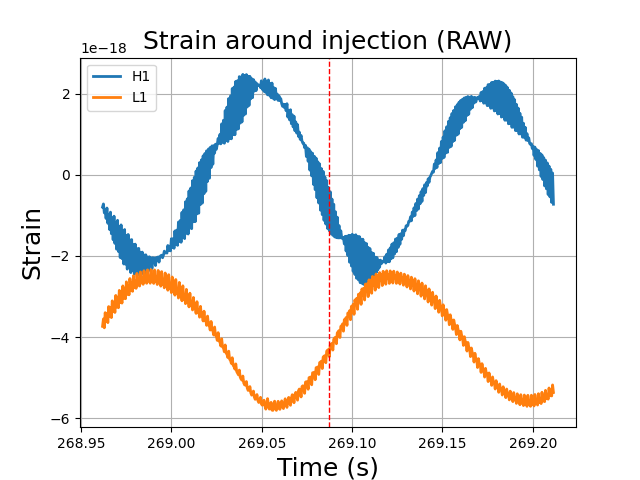 Strain around injection (RAW)
1e−18
H1
L1
2
0
−2
−4
−6
Strain
268.95 269.00 269.05 269.10 269.15 269.20
Time (s)